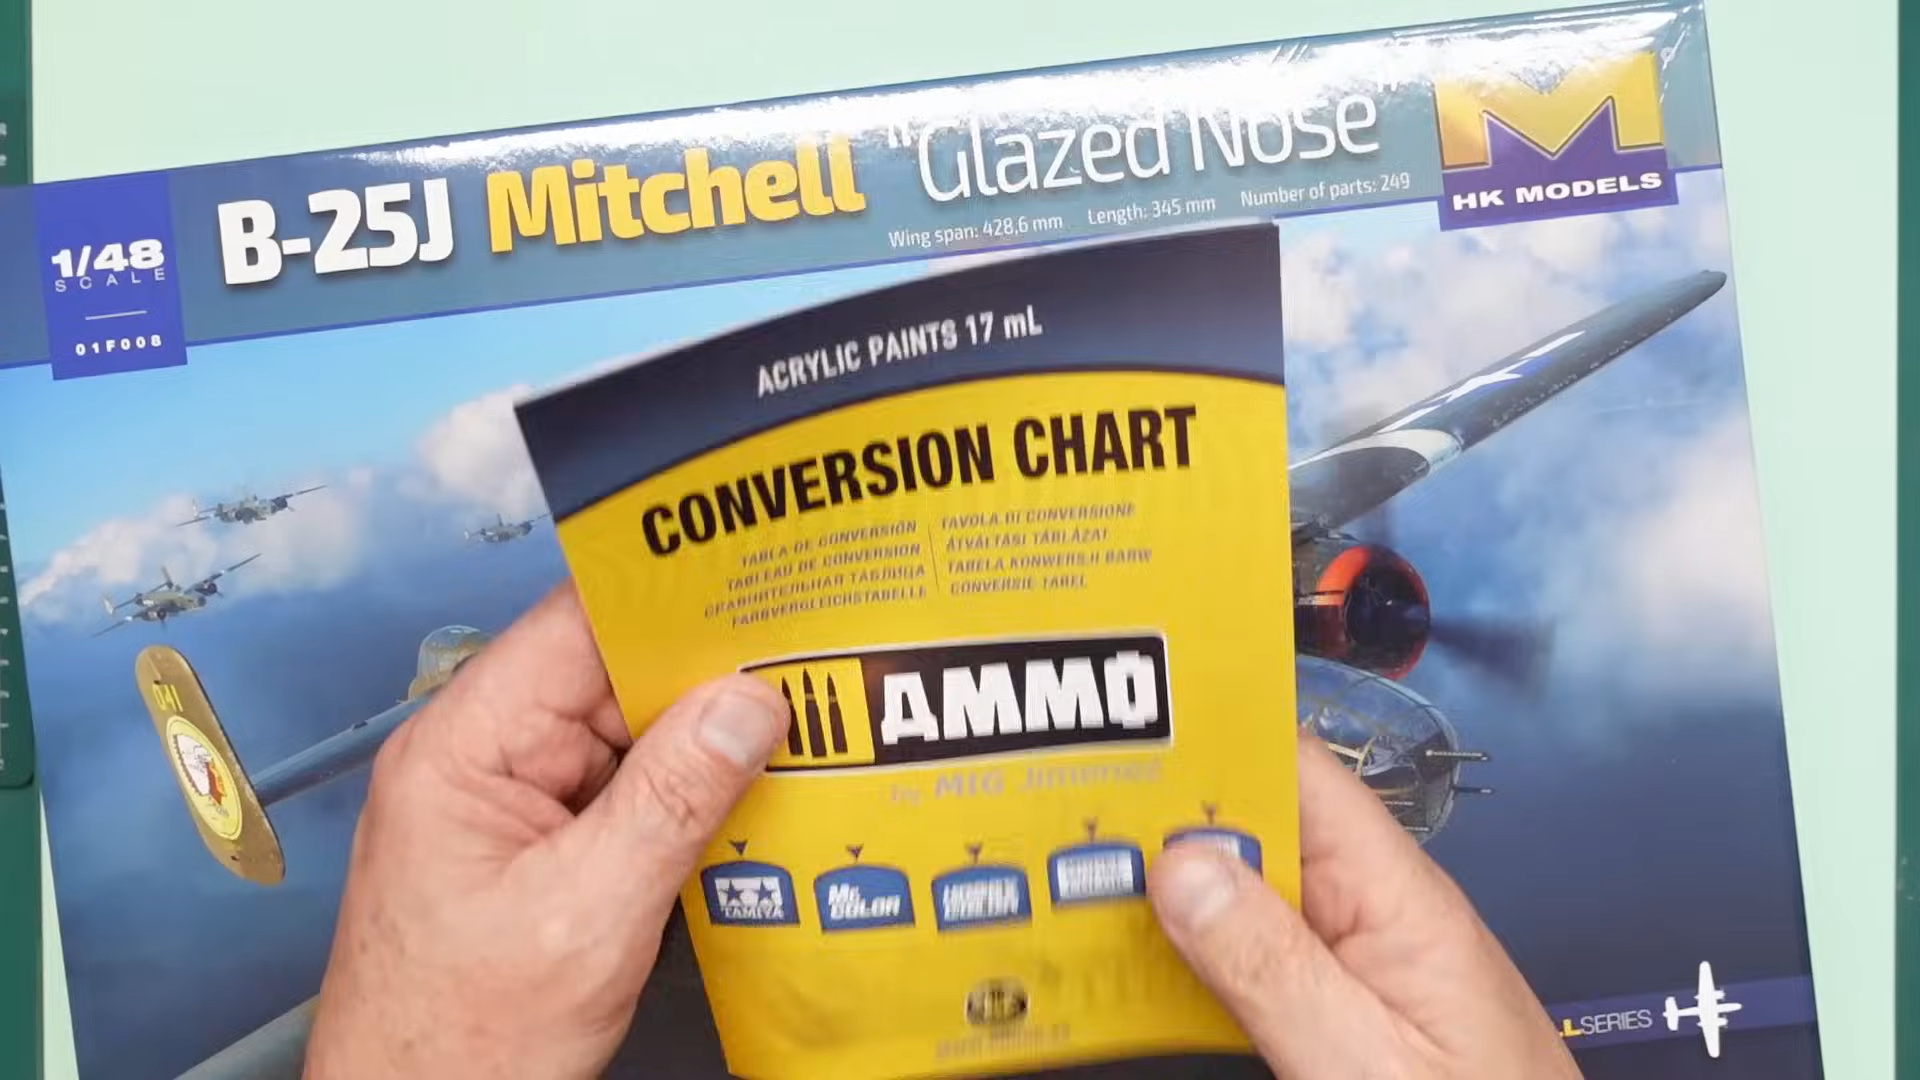 B-25J Mitchell "Glazed Nose"
Wing span: 428,6 mm Length: 345 mm Number of parts: 249
HK MODELS
1/48
SCALE
01F008
ACRYLIC PAINTS 17 mL
CONVERSION CHART
TABLA DE CONVERSIÓN
TABLEAU DE CONVERSION
СРАВНИТЕЛЬНАЯ ТАБЛИЦА
FARBVERGLEICHSTABELLE
TAVOLA DI CONVERSIONE
ÁTVÁLTÁSI TÁBLÁZAT
TABELA KONWERSJI BARW
CONVERSIE TABEL
AMMO
by MIG Jimenez
TAMIYA
Mr. COLOR
041
SERIES